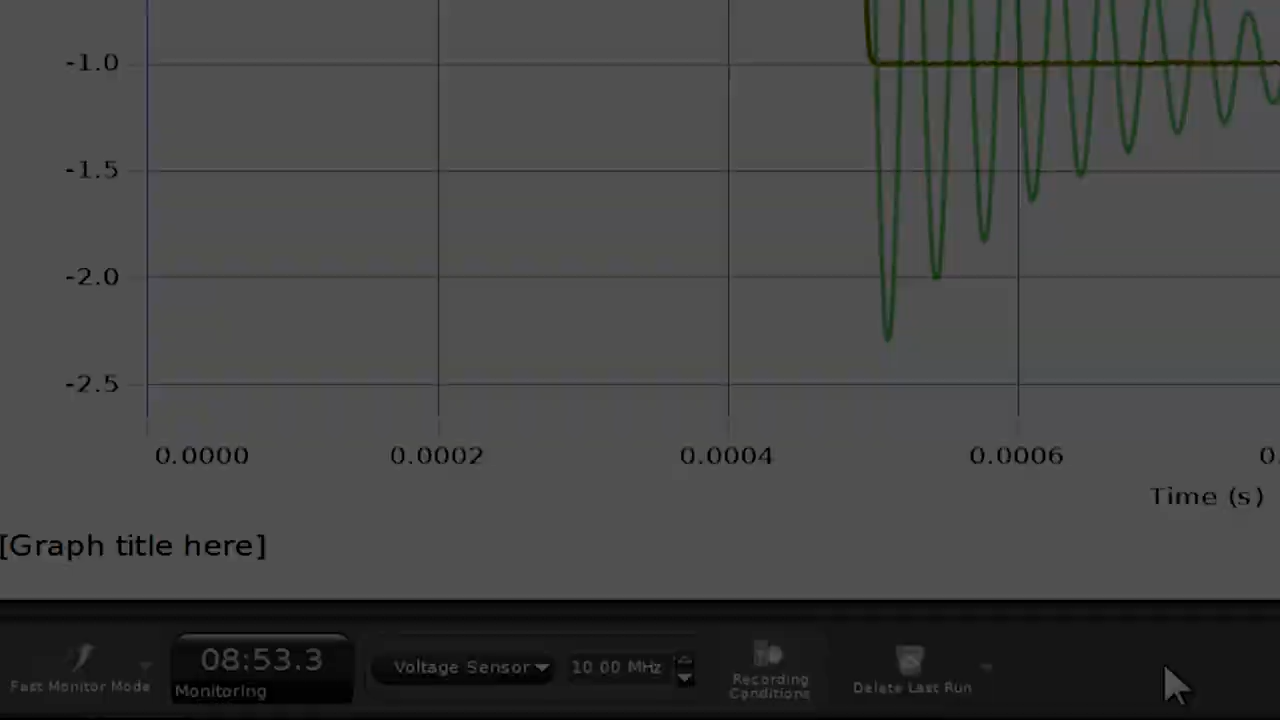 -1.0
-1.5
-2.0
-2.5
0.0000 0.0002 0.0004 0.0006 0.
Time (s)
[Graph title here]
Fast Monitor Mode
08:53.3
Monitoring
Voltage Sensor
10.00 MHz
Recording
Conditions
Delete Last Run